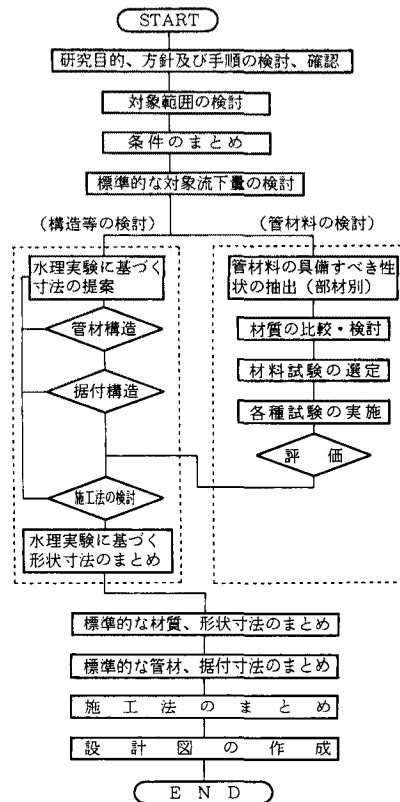 START
研究目的、方針及び手順の検討、確認
対象範囲の検討
条件のまとめ
標準的な対象流下量の検討
(構造等の検討)
(管材料の検討)
水理実験に基づく
寸法の提案
管材構造
据付構造
施工法の検討
水理実験に基づく
形状寸法のまとめ
管材料の具備すべき性
状の抽出(部材別)
材質の比較・検討
材料試験の選定
各種試験の実施
評価
標準的な材質、形状寸法のまとめ
標準的な管材、据付寸法のまとめ
施工法のまとめ
設計図の作成
END